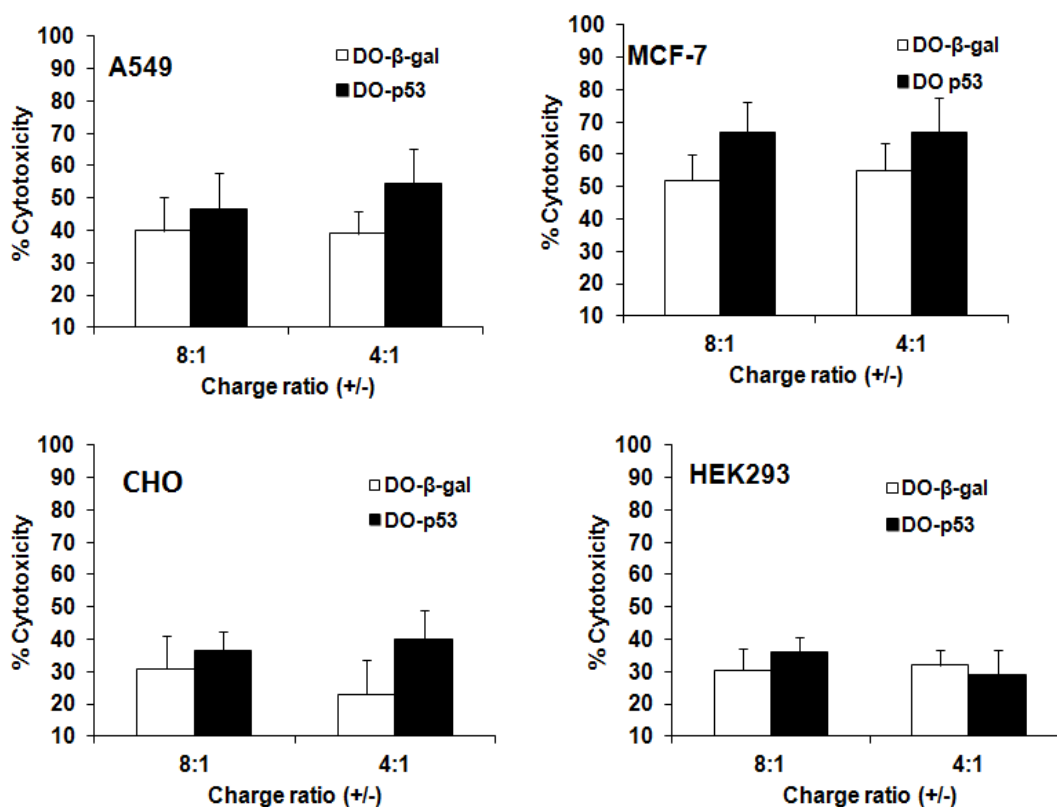 A549
DO-β-gal
DO-p53
% Cytotoxicity
100
90
80
70
60
50
40
30
20
10
8:1
4:1
Charge ratio (+/-)
MCF-7
DO-β-gal
DO p53
% Cytotoxicity
100
90
80
70
60
50
40
30
20
10
8:1
4:1
Charge ratio (+/-)
CHO
DO-β-gal
DO-p53
% Cytotoxicity
100
90
80
70
60
50
40
30
20
10
8:1
4:1
Charge ratio (+/-)
HEK293
DO-β-gal
DO-p53
% Cytotoxicity
100
90
80
70
60
50
40
30
20
10
8:1
4:1
Charge ratio (+/-)